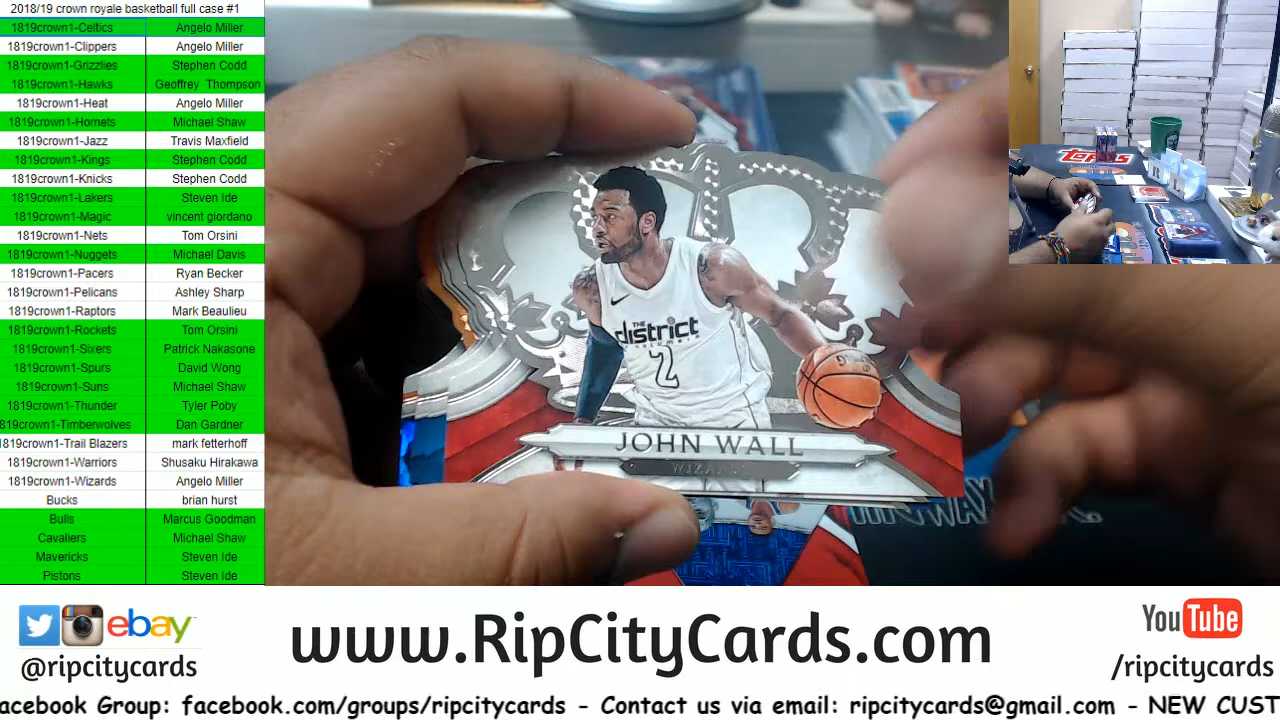 2018/19 crown royale basketball full case #1
1819crown1-Celtics Angelo Miller
1819crown1-Clippers Angelo Miller
1819crown1-Grizzlies Stephen Codd
1819crown1-Hawks Geoffrey Thompson
1819crown1-Heat Angelo Miller
1819crown1-Hornets Michael Shaw
1819crown1-Jazz Travis Maxfield
1819crown1-Kings Stephen Codd
1819crown1-Knicks Stephen Codd
1819crown1-Lakers Steven Ide
1819crown1-Magic vincent giordano
1819crown1-Nets Tom Orsini
1819crown1-Nuggets Michael Davis
1819crown1-Pacers Ryan Becker
1819crown1-Pelicans Ashley Sharp
1819crown1-Raptors Mark Beaulieu
1819crown1-Rockets Tom Orsini
1819crown1-Sixers Patrick Nakasone
1819crown1-Spurs David Wong
1819crown1-Suns Michael Shaw
1819crown1-Thunder Tyler Poby
1819crown1-Timberwolves Dan Gardner
1819crown1-Trail Blazers mark fetterhoff
1819crown1-Warriors Shusaku Hirakawa
1819crown1-Wizards Angelo Miller
Bucks brian hurst
Bulls Marcus Goodman
Cavaliers Michael Shaw
Mavericks Steven Ide
Pistons Steven Ide
THE
district
2
JOHN WALL
WIZARDS
Topps
ebay
@ripcitycards
www.RipCityCards.com
YouTube
/ripcitycards
acebook Group: facebook.com/groups/ripcitycards - Contact us via email: ripcitycards@gmail.com - NEW CUST